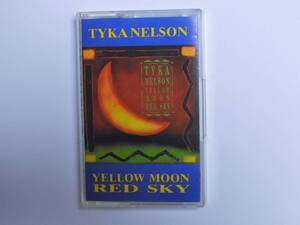 TYKA NELSON
TYKA
NELSON
YELLOW
MOON
RED SKY
YELLOW MOON
RED SKY